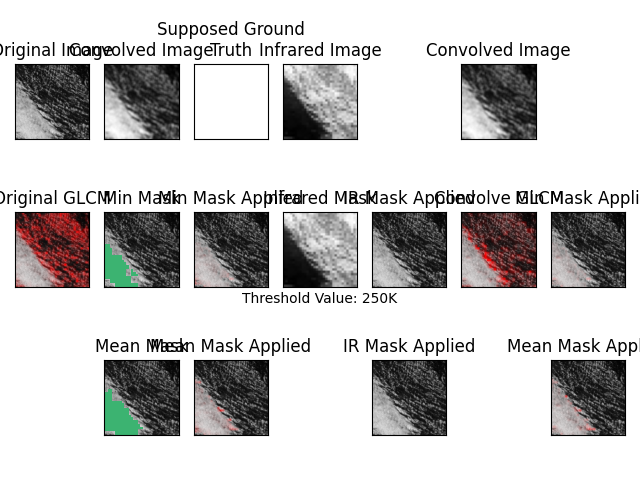 Supposed Ground
Original Image Convolved Image Truth Infrared Image Convolved Image
Original GLCM Min Mask Min Mask Applied Infrared Mask IR Mask Applied Convolve GLCM Min Mask Appli
Threshold Value: 250K
Mean Mask Mean Mask Applied IR Mask Applied Mean Mask Appl